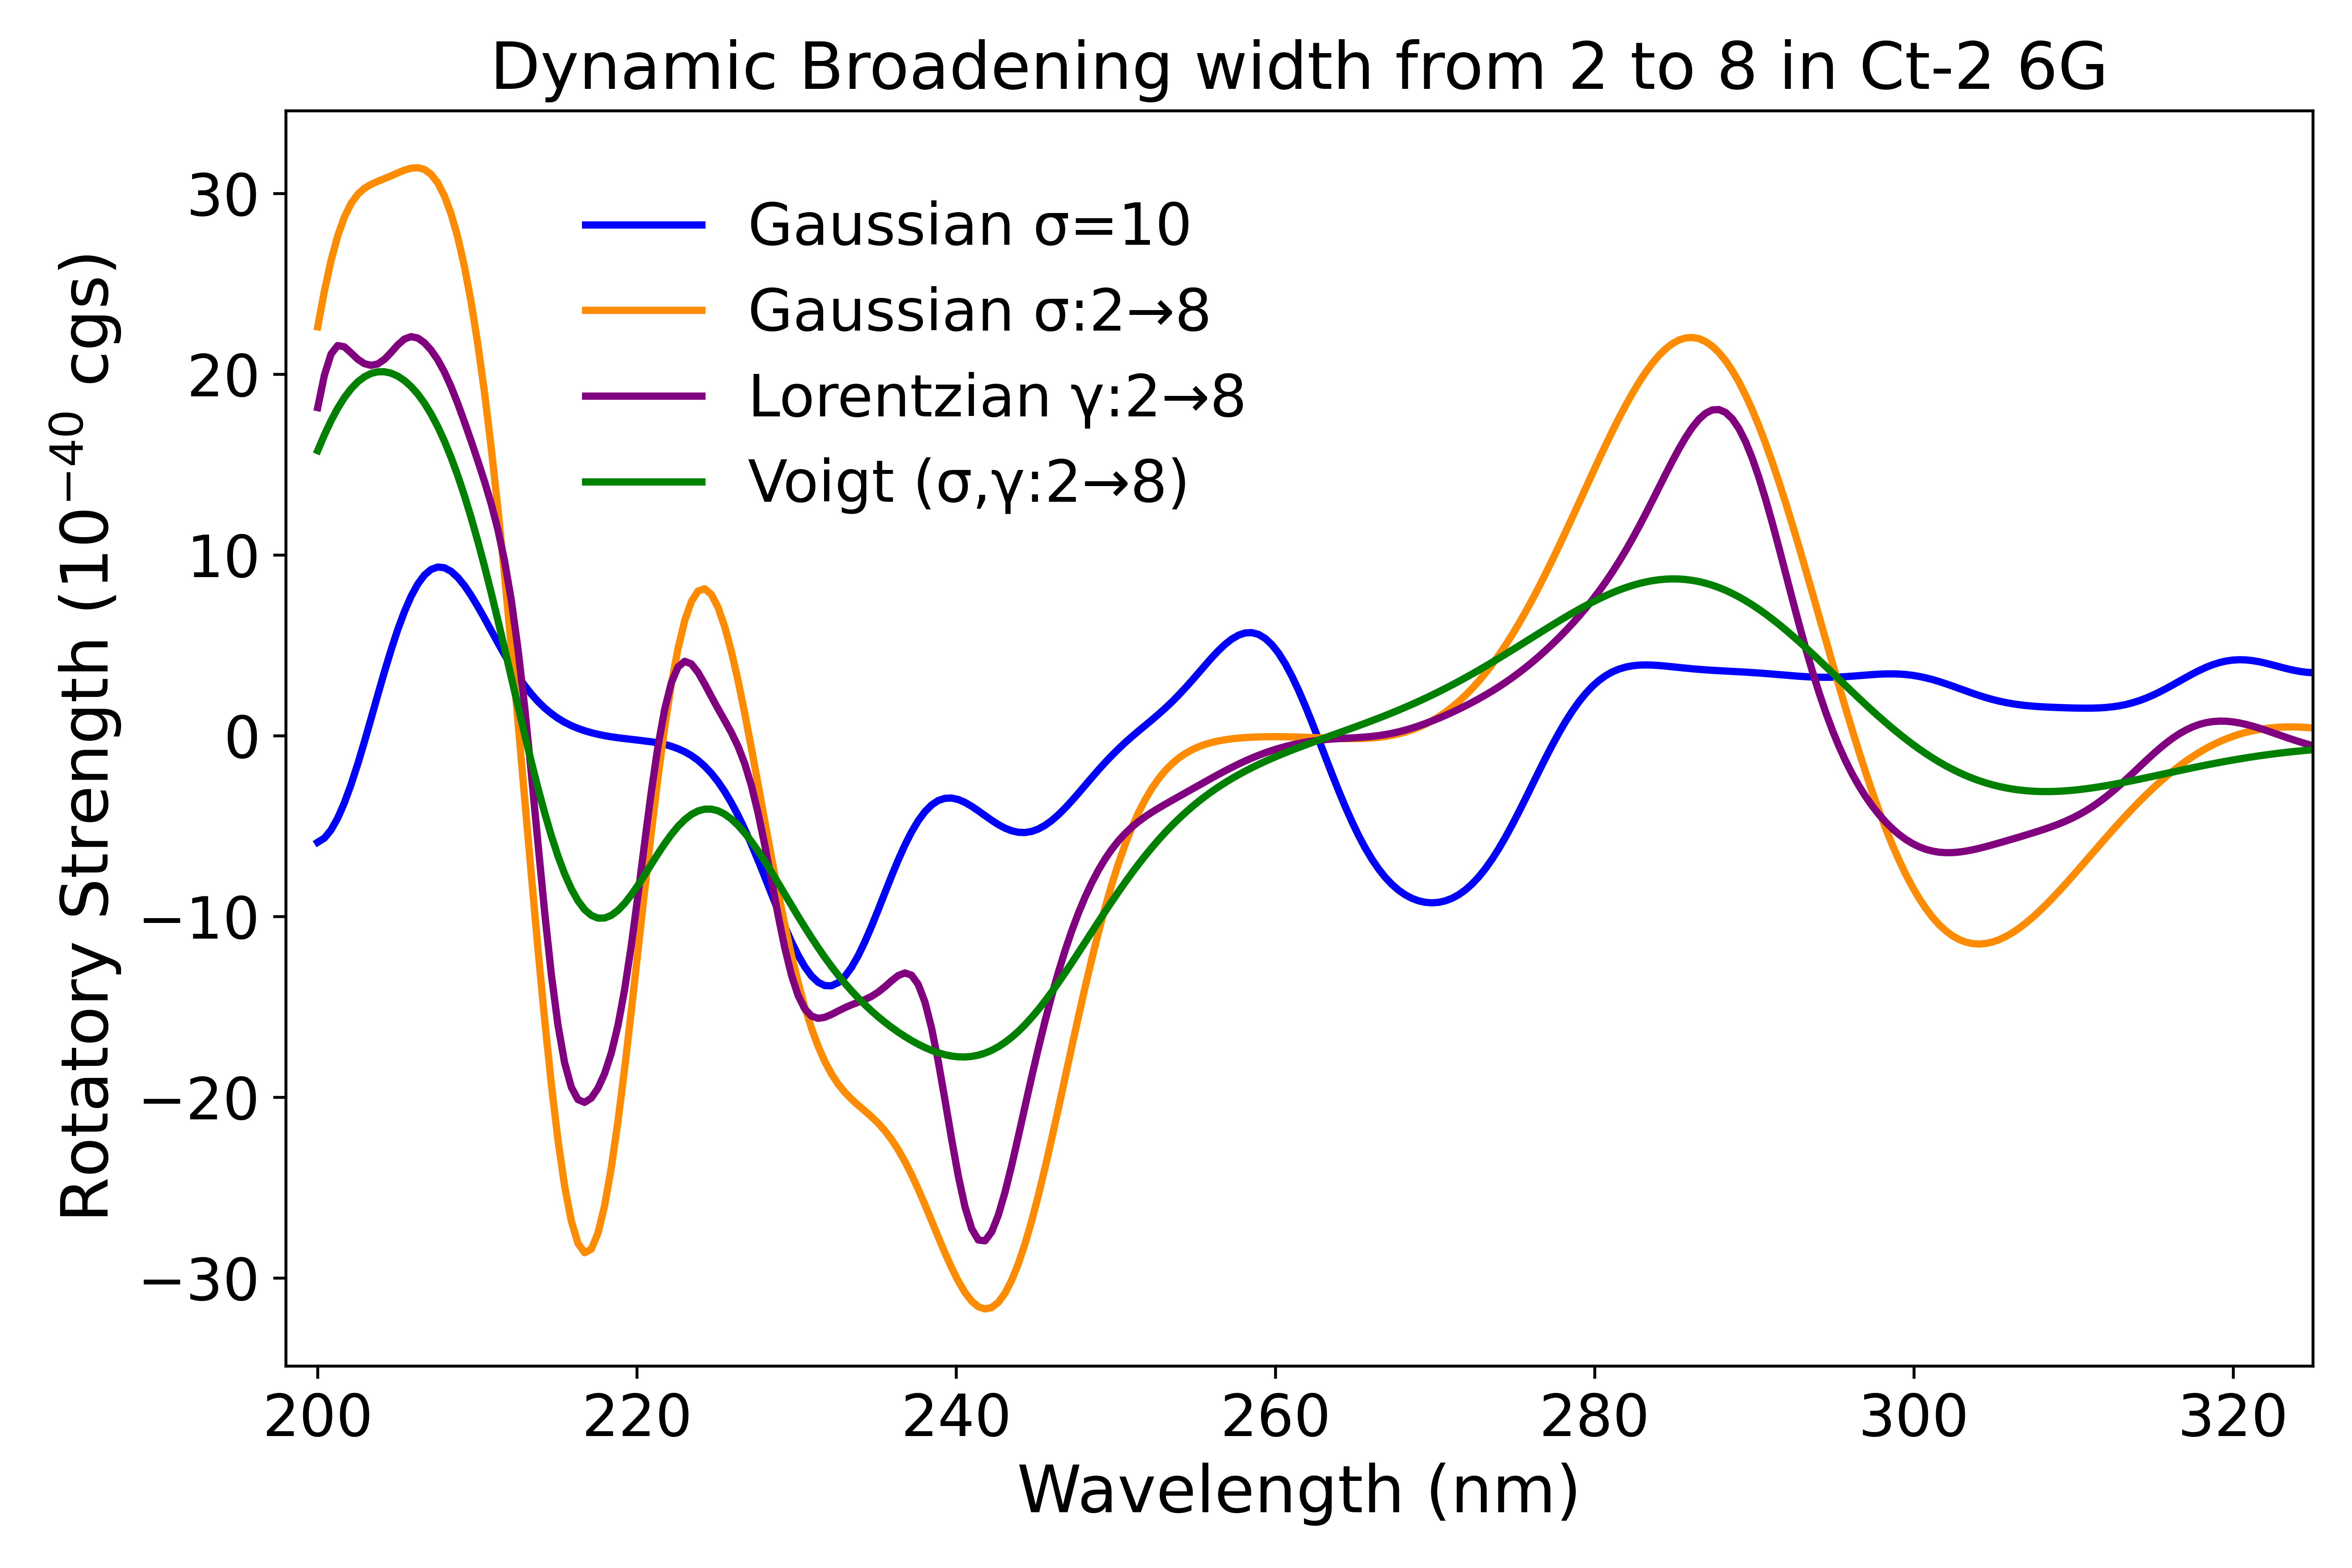 Dynamic Broadening width from 2 to 8 in Ct-2 6G
Rotatory Strength (10⁻⁴⁰ cgs)
30
20
10
0
−10
−20
−30
Gaussian σ=10
Gaussian σ:2→8
Lorentzian γ:2→8
Voigt (σ,γ:2→8)
200 220 240 260 280 300 320
Wavelength (nm)